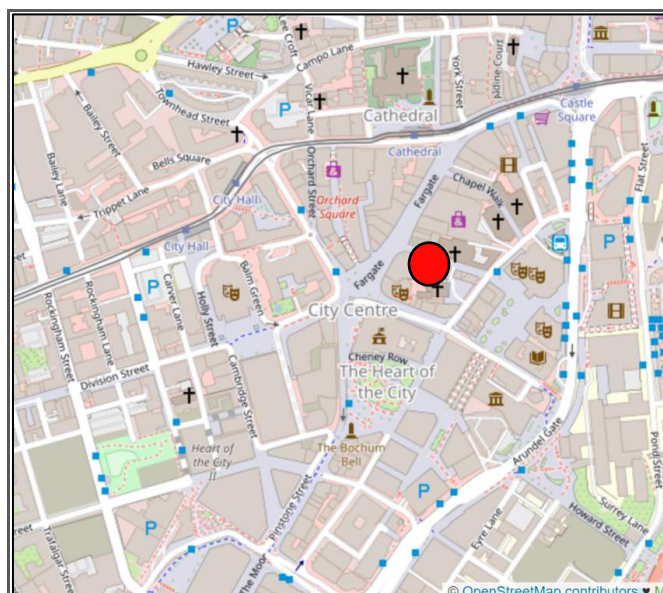 Lee Croft
Campo Lane
Hawley Street
York Street
Townhead Street
Vicar Lane
Cathedral
Castle
Square
Bailey Street
Bells Square
Cathedral
Flat Street
Bailey Lane
Orchard Street
Fargate
Chapel Walk
Trippet Lane
City Hall
Orchard
Square
City Hall
P
P
P
P
P
P
Rockingham Street
Rockingham Lane
Carver Lane
Holly Street
Balm Green
Fargate
City Centre
Cheney Row
Division Street
Cambridge Street
The Heart of
the City
Heart of
the City
II
The Bochum
Bell
Arundel Gate
Pond Street
Pinstone Street
Eyre Lane
Surrey Lane
Howard Street
Trafalgar Street
The Moor
© OpenStreetMap contributors ♥ M